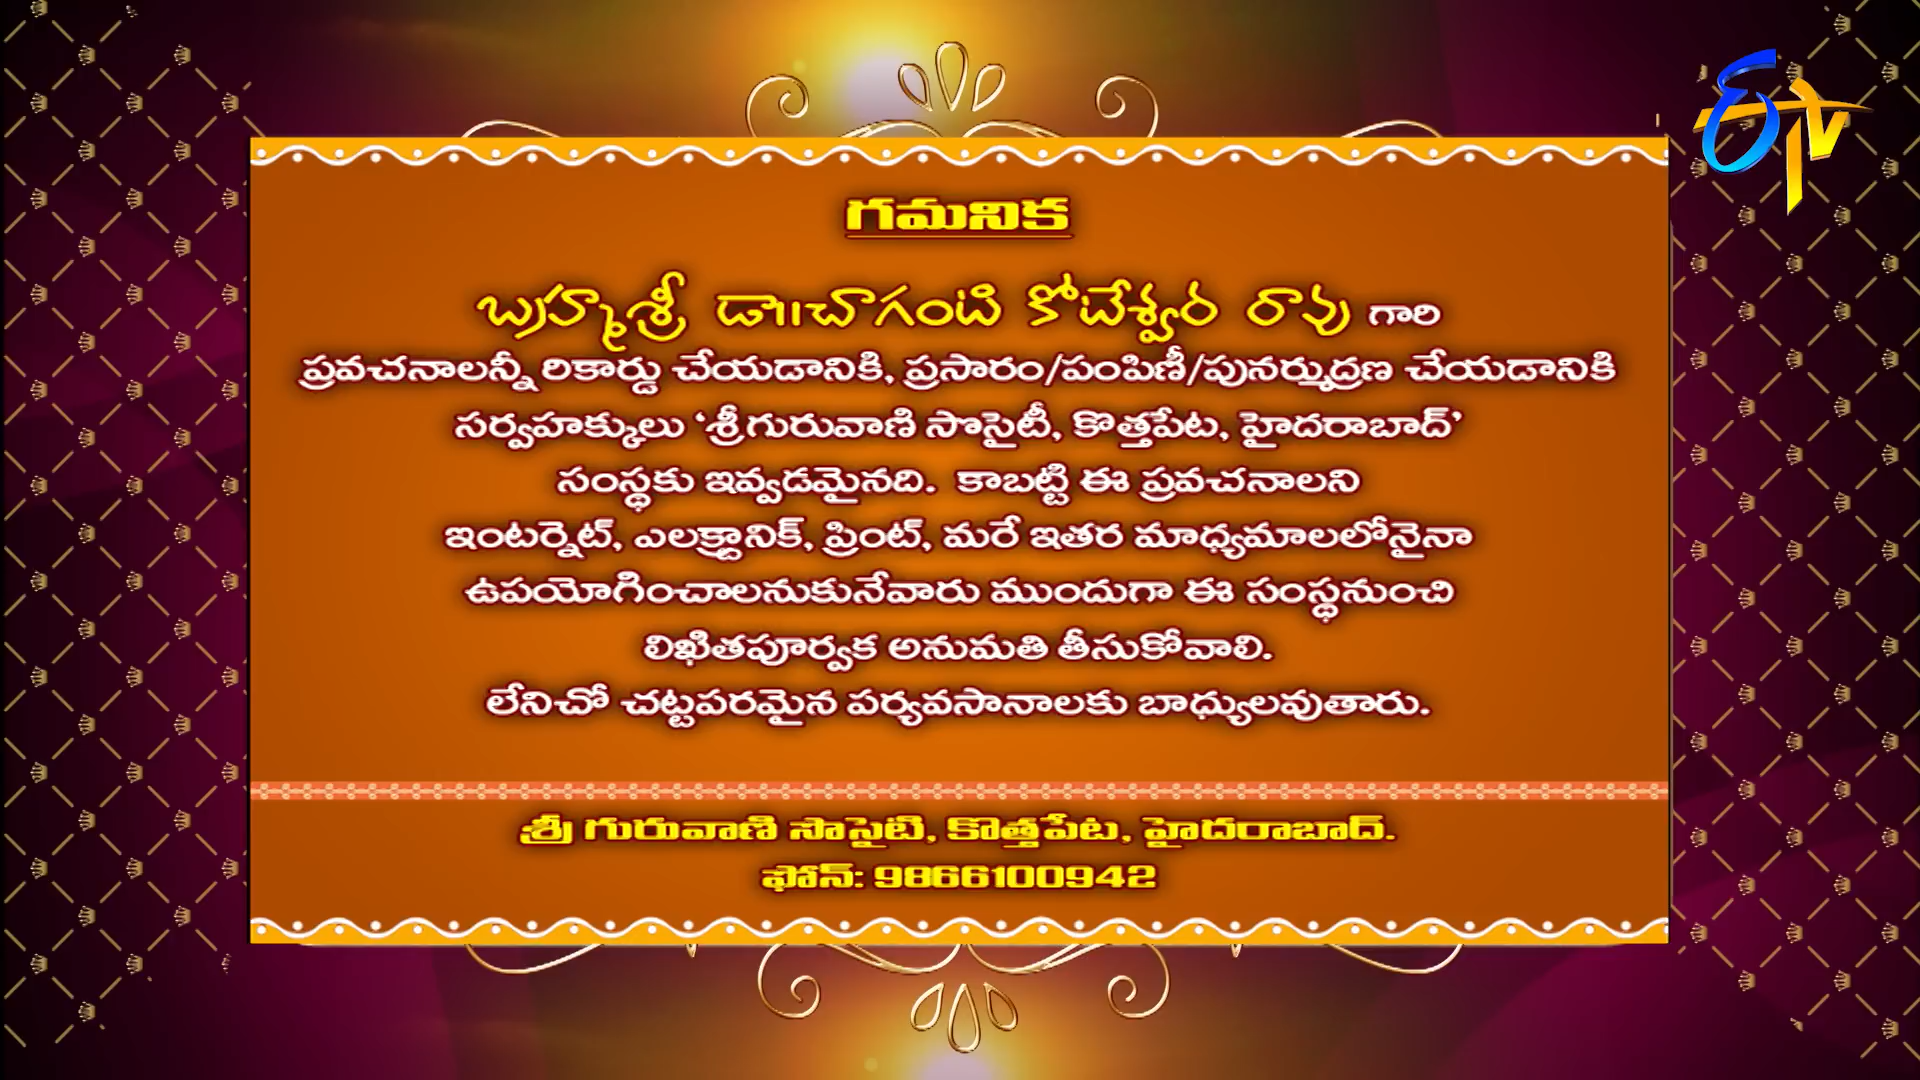 ఈTV
గమనిక
బ్రహ్మశ్రీ డా॥చాగంటి కోటేశ్వర రావు గారి
ప్రవచనాలన్నీ రికార్డు చేయడానికి, ప్రసారం/పంపిణీ/పునర్ముద్రణ చేయడానికి
సర్వహక్కులు ‘శ్రీగురువాణి సొసైటీ, కొత్తపేట, హైదరాబాద్’
సంస్థకు ఇవ్వడమైనది. కాబట్టి ఈ ప్రవచనాలని
ఇంటర్నెట్, ఎలక్ట్రానిక్, ప్రింట్, మరే ఇతర మాధ్యమాలలోనైనా
ఉపయోగించాలనుకునేవారు ముందుగా ఈ సంస్థనుంచి
లిఖితపూర్వక అనుమతి తీసుకోవాలి.
లేనిచో చట్టపరమైన పర్యవసానాలకు బాధ్యులవుతారు.
శ్రీ గురువాణి సొసైటి, కొత్తపేట, హైదరాబాద్.
ఫోన్: 9866100942